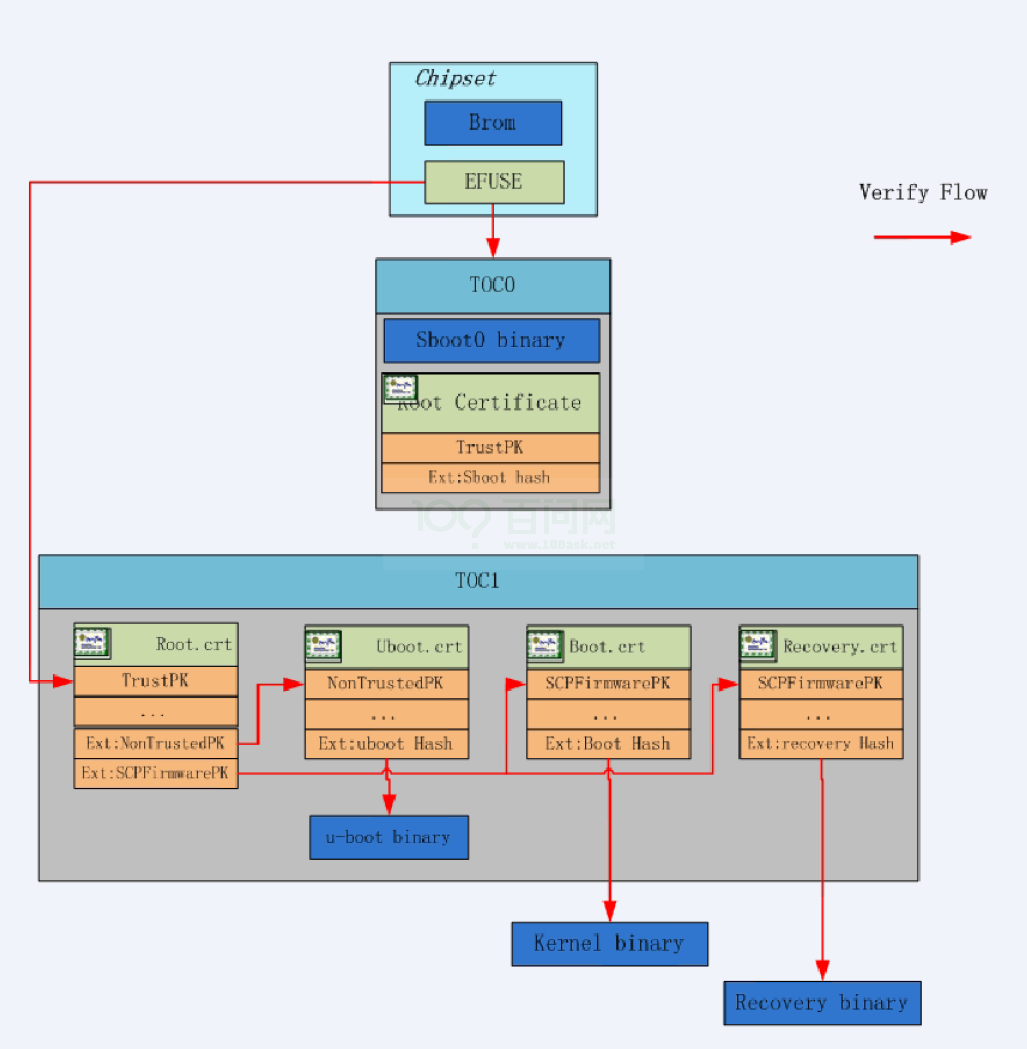 Chipset
Brom
EFUSE
Verify Flow
TOC0
Sboot0 binary
Root Certificate
TrustPK
Ext:Sboot hash
100ask 百问网
www.100ask.net
TOC1
Root.crt
TrustPK
...
Ext:NonTrustedPK
Ext:SCPFirmwarePK
Uboot.crt
NonTrustedPK
...
Ext:uboot Hash
Boot.crt
SCPFirmwarePK
...
Ext:Boot Hash
Recovery.crt
SCPFirmwarePK
...
Ext:recovery Hash
u-boot binary
Kernel binary
Recovery binary